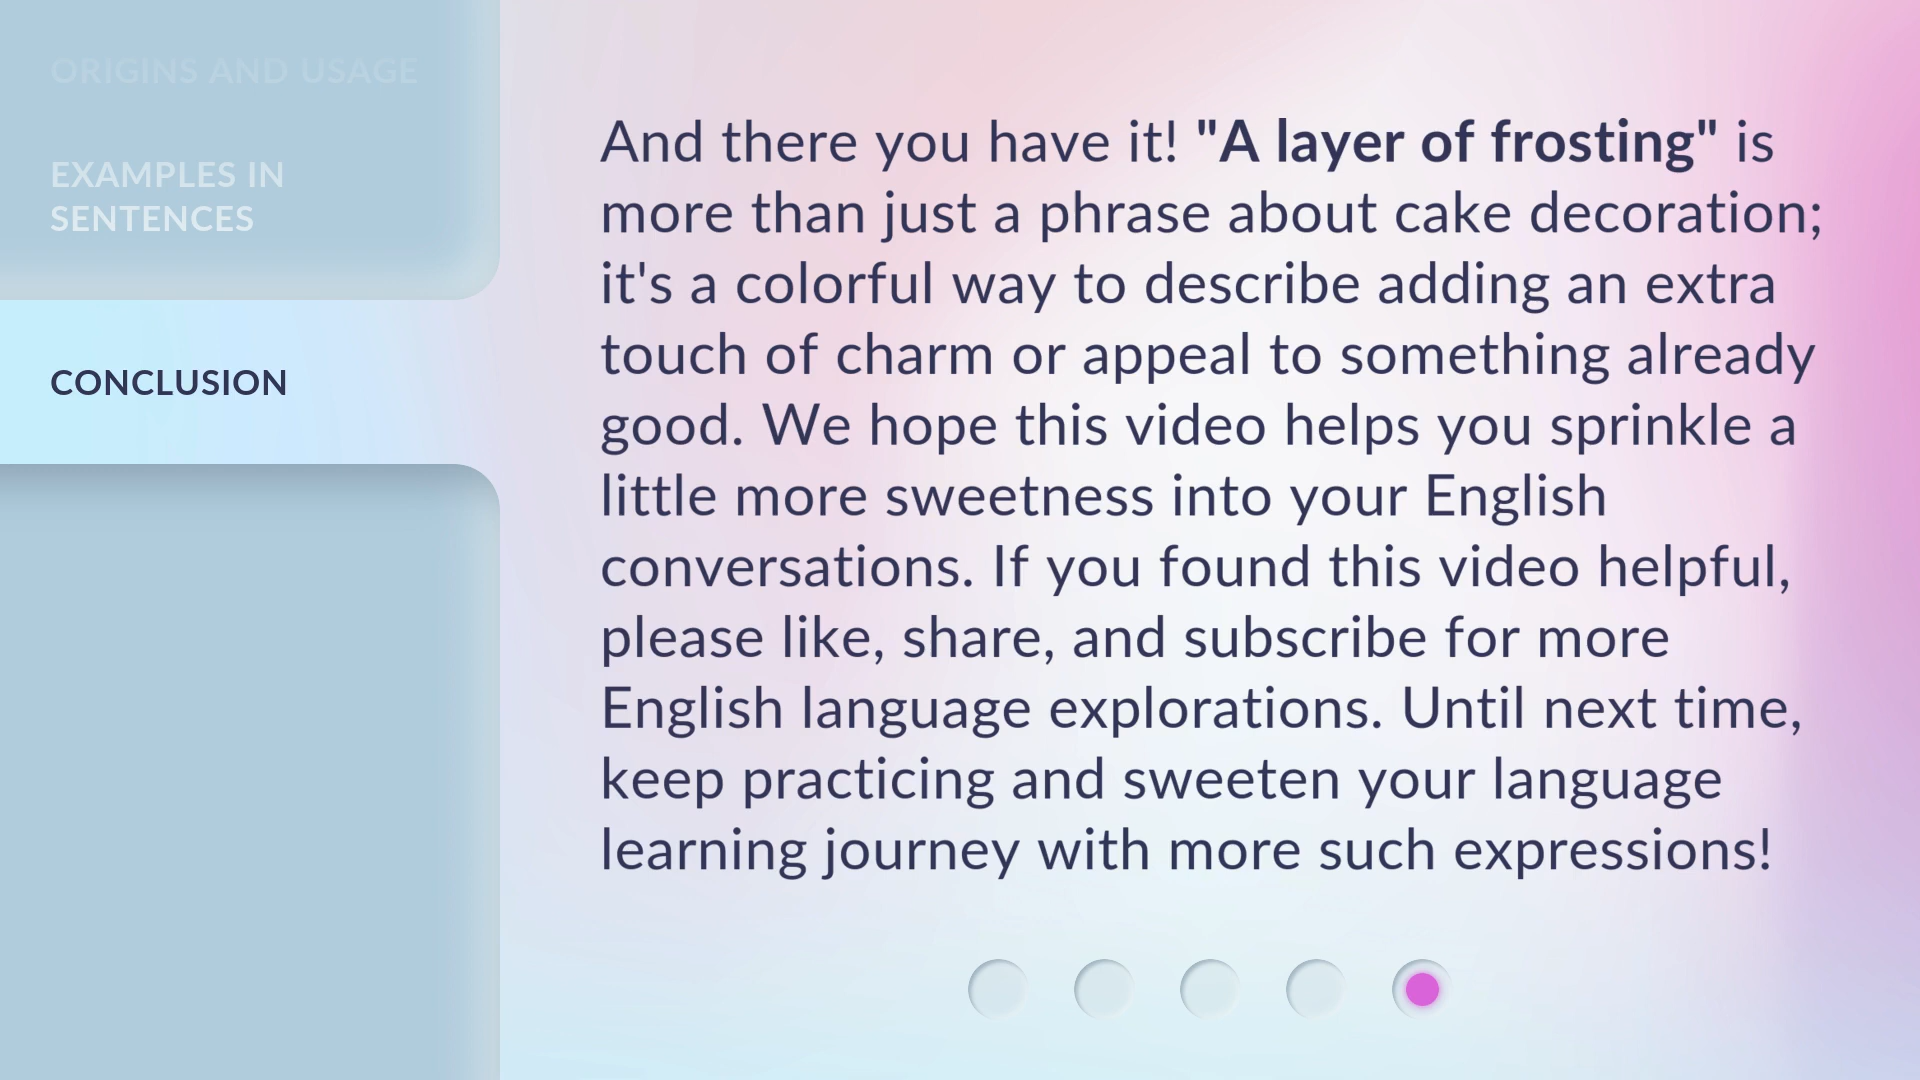 ORIGINS AND USAGE
EXAMPLES IN
SENTENCES
CONCLUSION
And there you have it! "A layer of frosting" is
more than just a phrase about cake decoration;
it's a colorful way to describe adding an extra
touch of charm or appeal to something already
good. We hope this video helps you sprinkle a
little more sweetness into your English
conversations. If you found this video helpful,
please like, share, and subscribe for more
English language explorations. Until next time,
keep practicing and sweeten your language
learning journey with more such expressions!